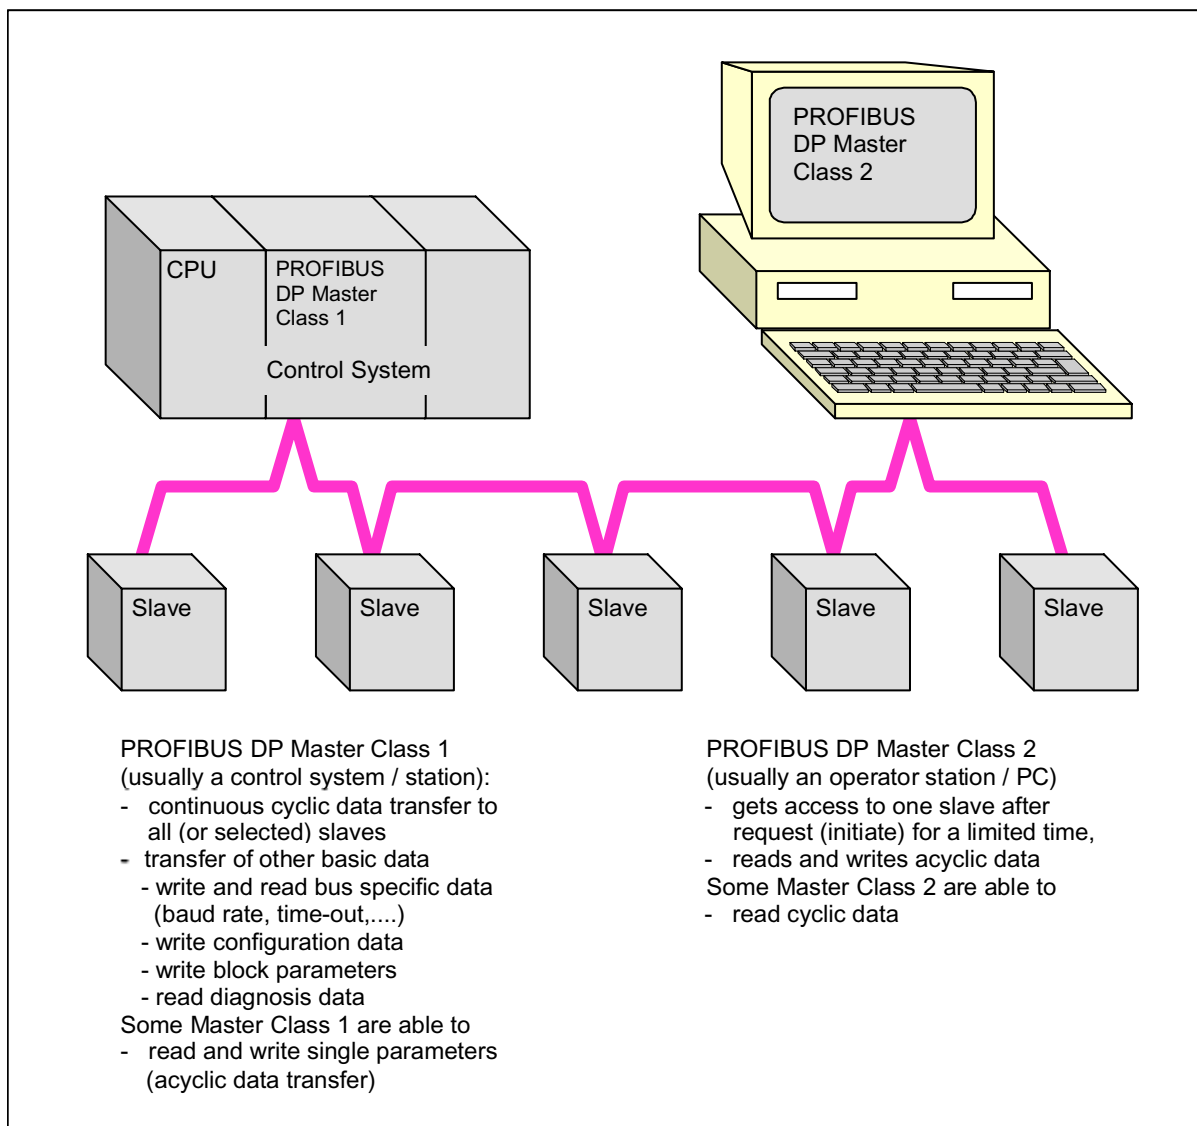 PROFIBUS
DP Master
Class 2
CPU
PROFIBUS
DP Master
Class 1
Control System
Slave
Slave
Slave
Slave
Slave
PROFIBUS DP Master Class 1
(usually a control system / station):
- continuous cyclic data transfer to
all (or selected) slaves
- transfer of other basic data
- write and read bus specific data
(baud rate, time-out,....)
- write configuration data
- write block parameters
- read diagnosis data
Some Master Class 1 are able to
- read and write single parameters
(acyclic data transfer)
PROFIBUS DP Master Class 2
(usually an operator station / PC)
- gets access to one slave after
request (initiate) for a limited time,
- reads and writes acyclic data
Some Master Class 2 are able to
- read cyclic data